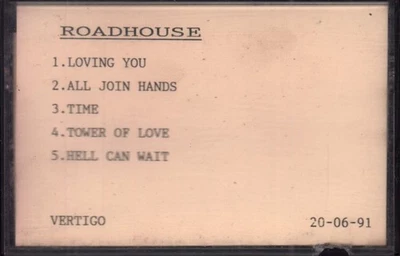 ROADHOUSE
1.LOVING YOU
2.ALL JOIN HANDS
3.TIME
4.TOWER OF LOVE
5.HELL CAN WAIT
VERTIGO 20-06-91